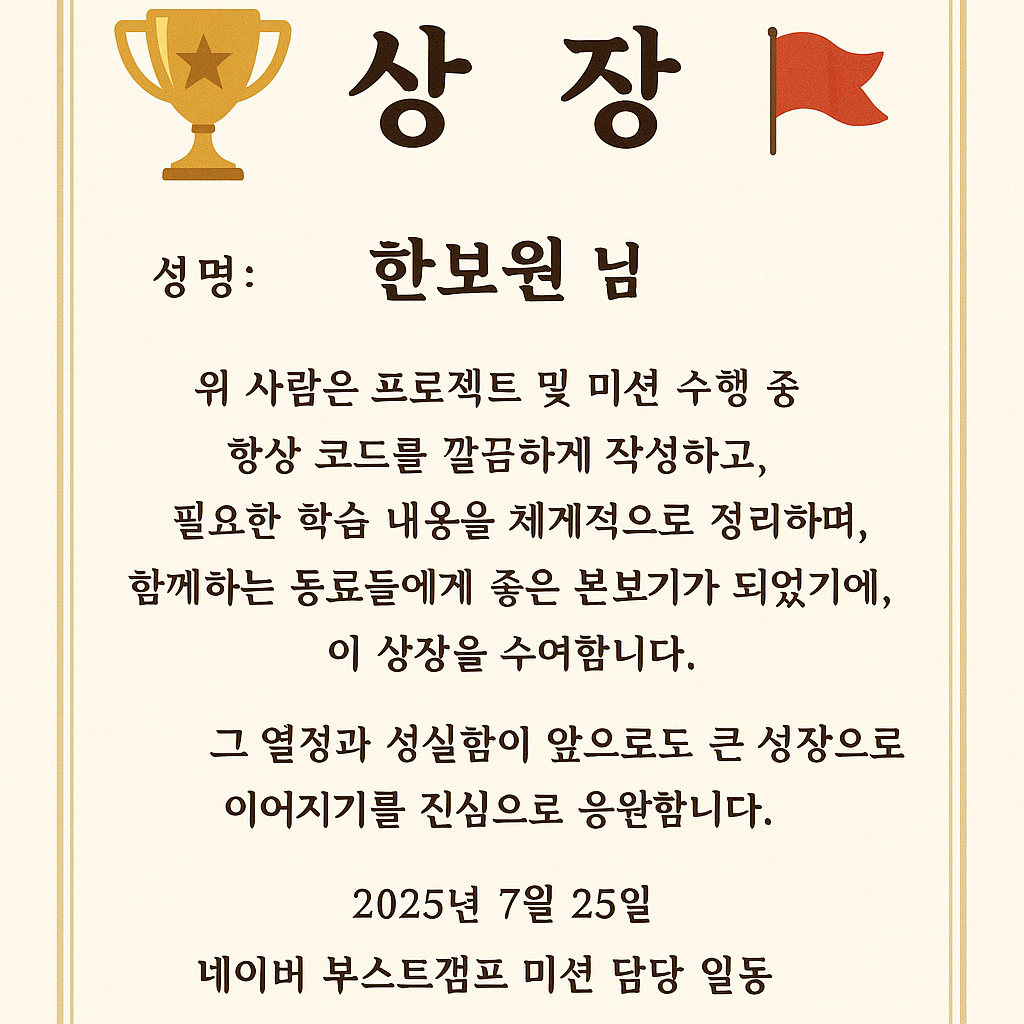 상 장
성명: 한보원 님
위 사람은 프로젝트 및 미션 수행 중
항상 코드를 깔끔하게 작성하고,
필요한 학습 내용을 체계적으로 정리하며,
함께하는 동료들에게 좋은 본보기가 되었기에,
이 상장을 수여함니다.
그 열정과 성실함이 앞으로도 큰 성장으로
이어지기를 진심으로 응원함니다.
2025년 7월 25일
네이버 부스트캠프 미션 담당 일동